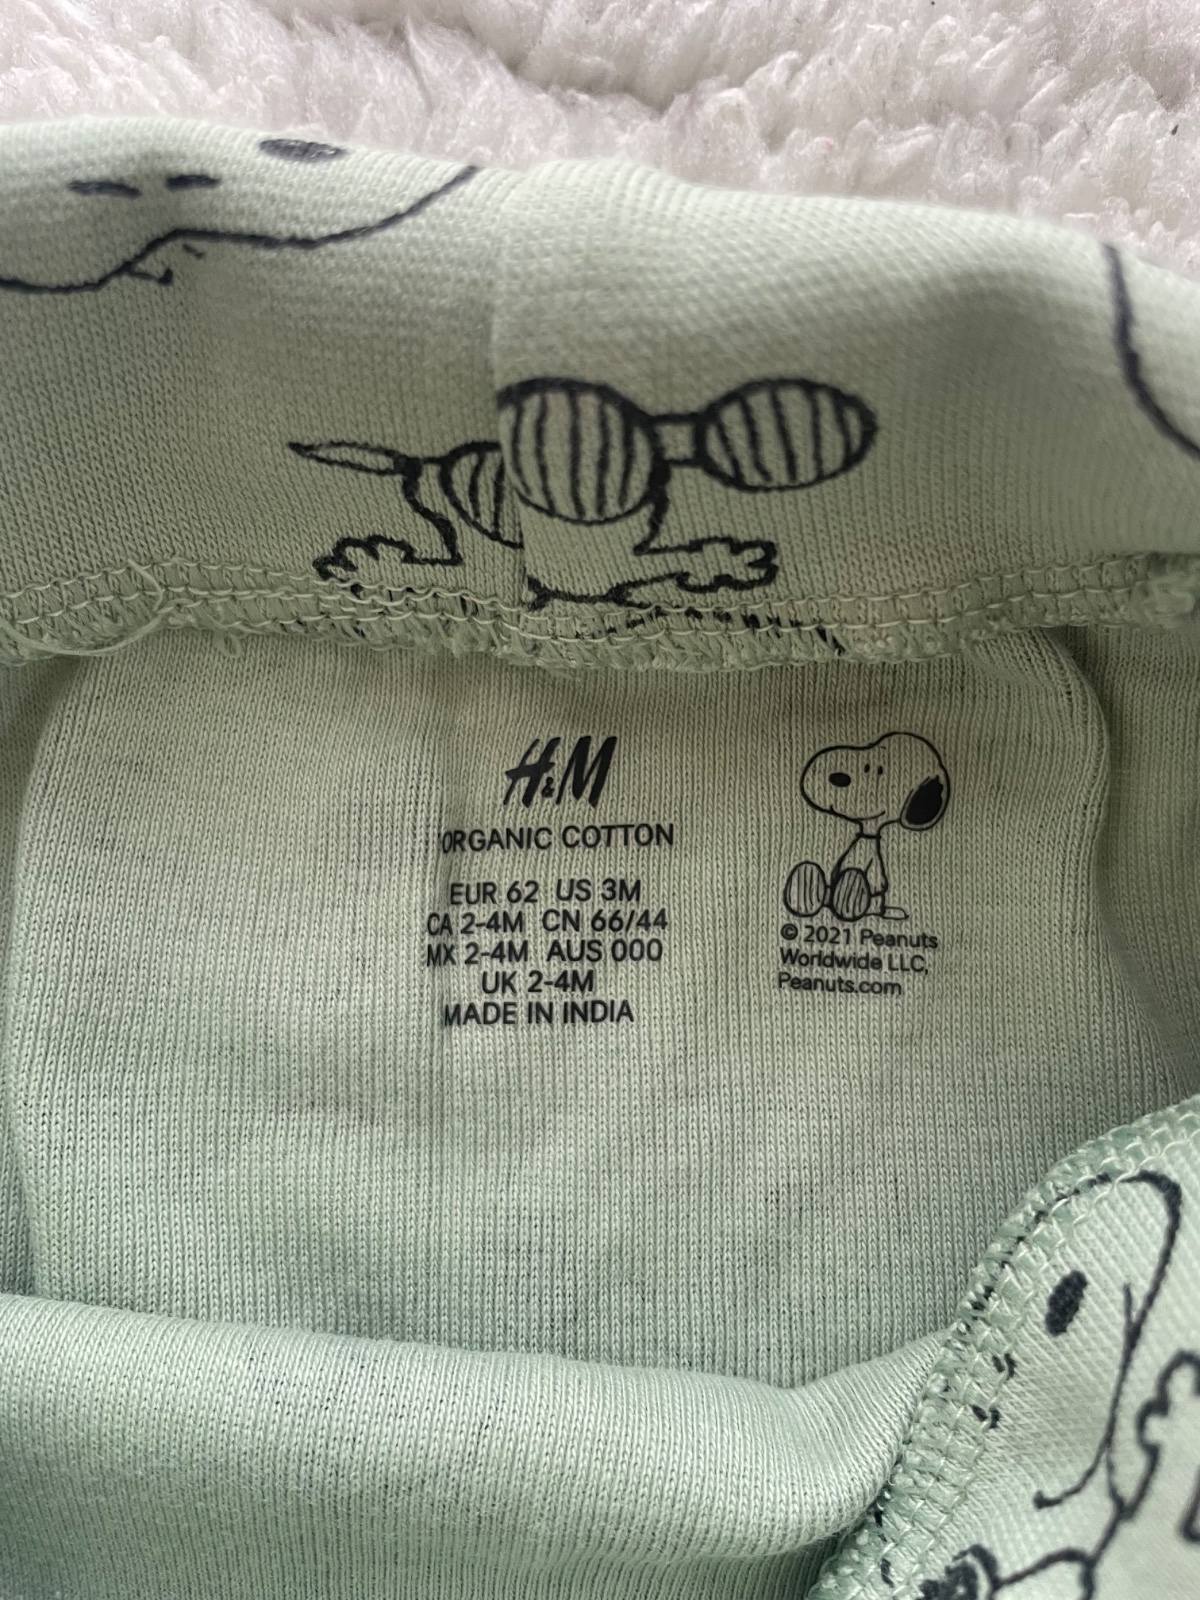 H&M
ORGANIC COTTON
EUR 62 US 3M
CA 2-4M CN 66/44
MX 2-4M AUS 000
UK 2-4M
MADE IN INDIA
© 2021 Peanuts
Worldwide LLC,
Peanuts.com